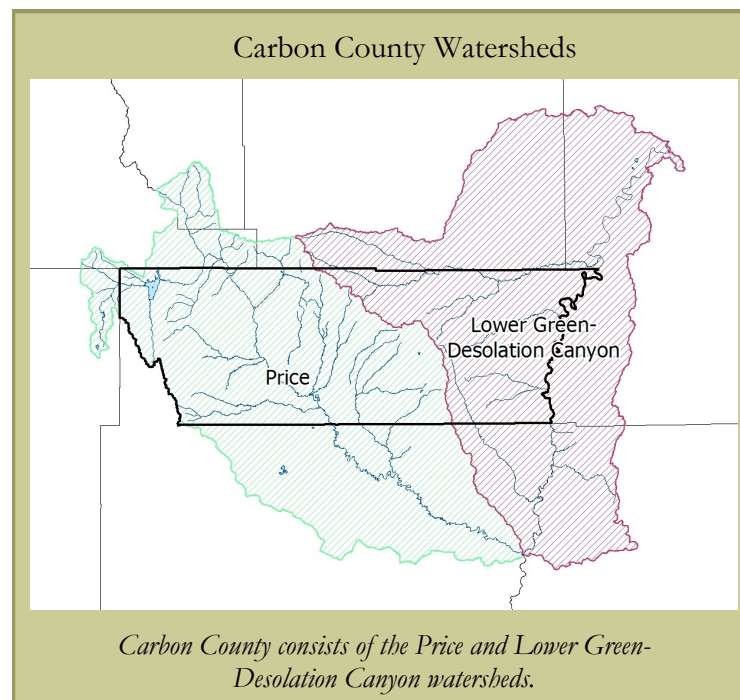 Carbon County Watersheds
Lower Green-
Desolation Canyon
Price
Carbon County consists of the Price and Lower Green-
Desolation Canyon watersheds.